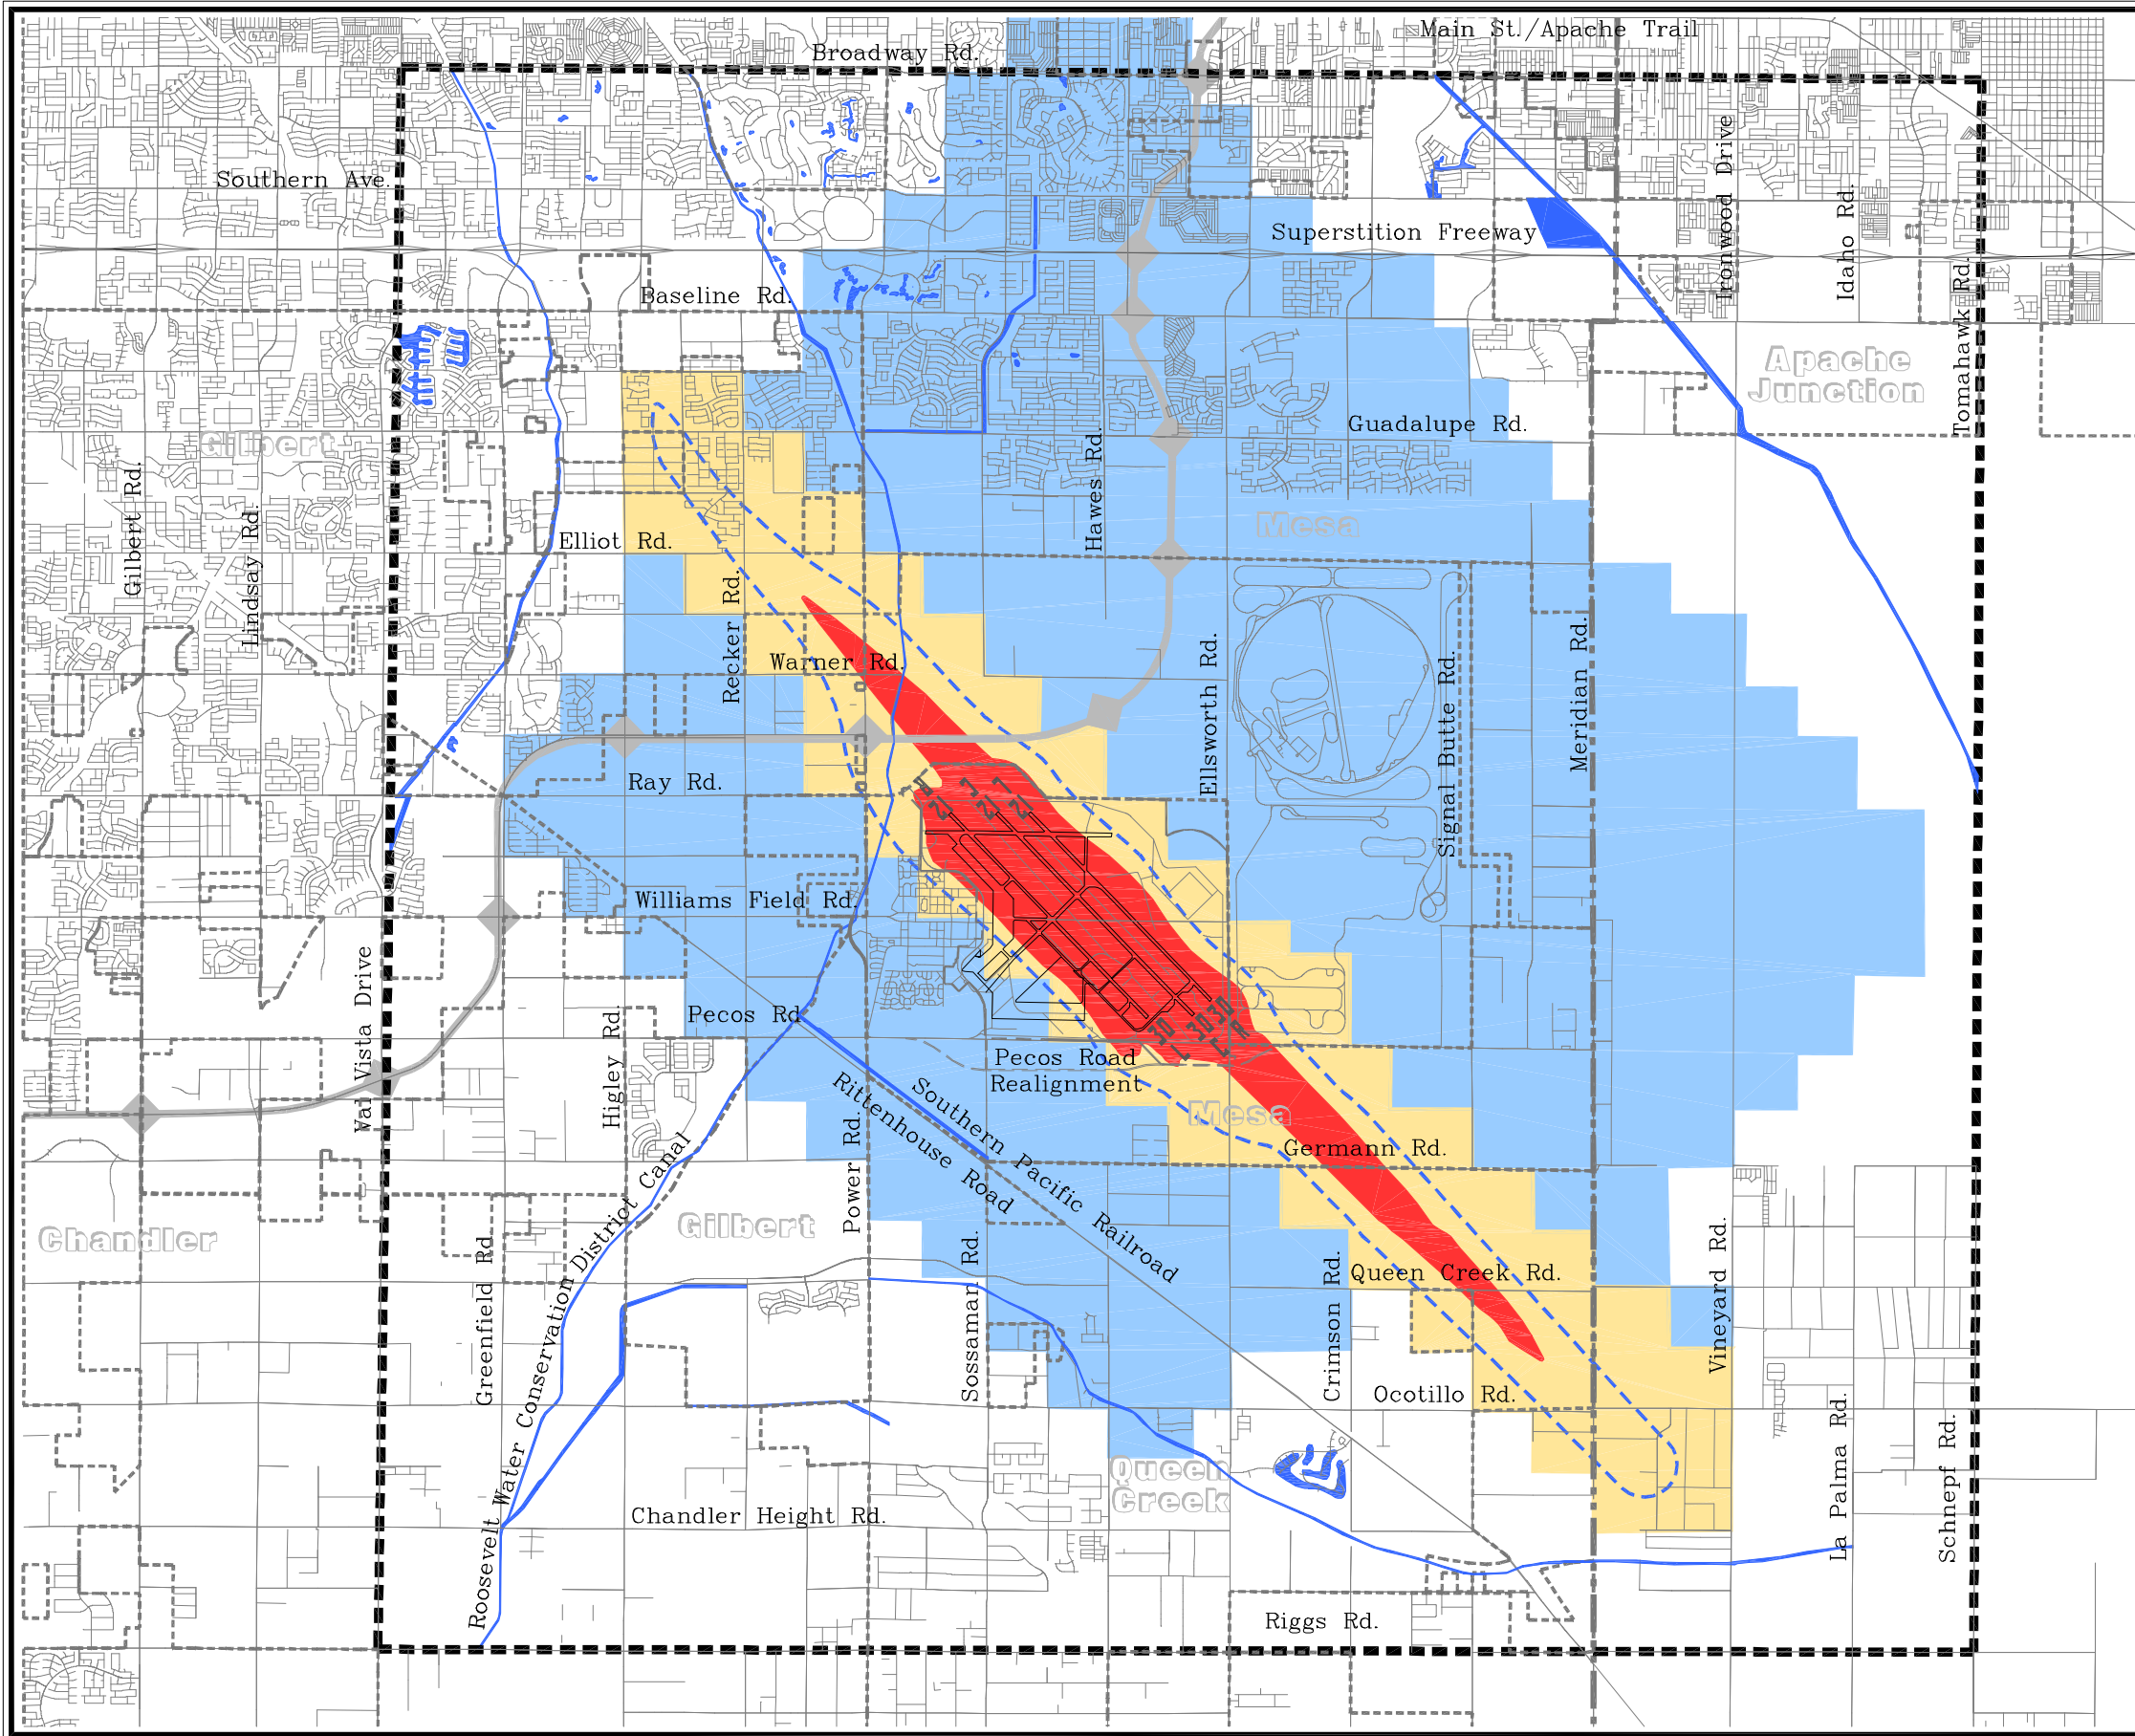 Main St./Apache Trail
Broadway Rd.
Southern Ave.
Superstition Freeway
Ironwood Drive
Idaho Rd.
Tomahawk Rd.
Baseline Rd.
Apache
Junction
Gilbert
Guadalupe Rd.
Gilbert Rd.
Lindsay Rd.
Hawes Rd.
Mesa
Elliot Rd.
Recker Rd.
Warner Rd.
Ellsworth Rd.
Signal Butte Rd.
Meridian Rd.
Ray Rd.
Williams Field Rd.
Val Vista Drive
Pecos Rd
Higley Rd.
Pecos Road
Realignment
Mesa
Southern Pacific Railroad
Rittenhouse Road
Power Rd.
Germann Rd.
Chandler
Gilbert
Greenfield Rd.
Roosevelt Water Conservation District Canal
Sossaman Rd.
Crimson Rd.
Queen Creek Rd.
Vineyard Rd.
Ocotillo Rd.
Queen
Creek
La Palma Rd.
Schnepf Rd.
Chandler Height Rd.
Riggs Rd.